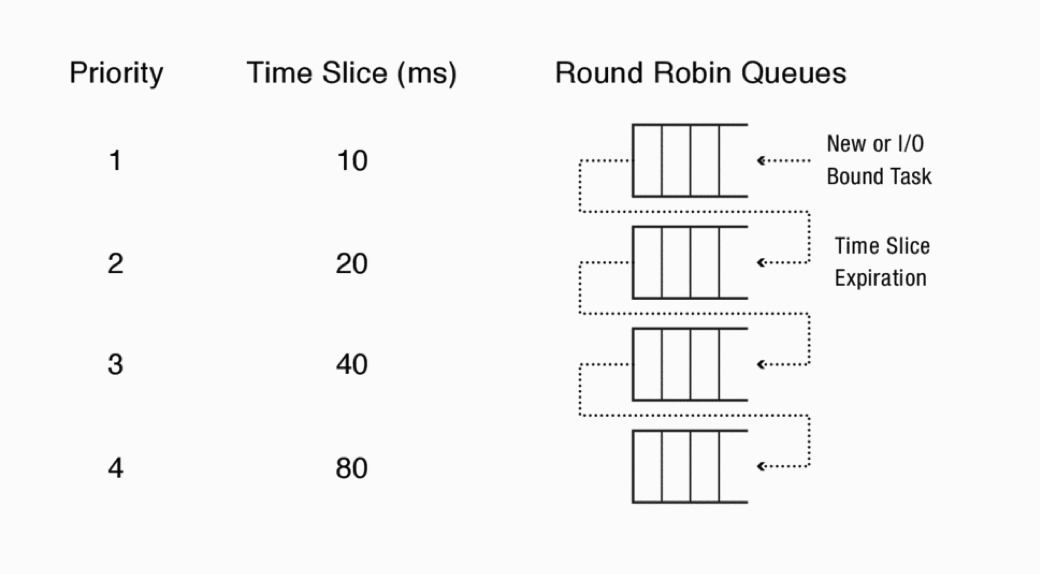 Priority Time Slice (ms) Round Robin Queues
1 10
New or I/O
Bound Task
2 20
Time Slice
Expiration
3 40
4 80